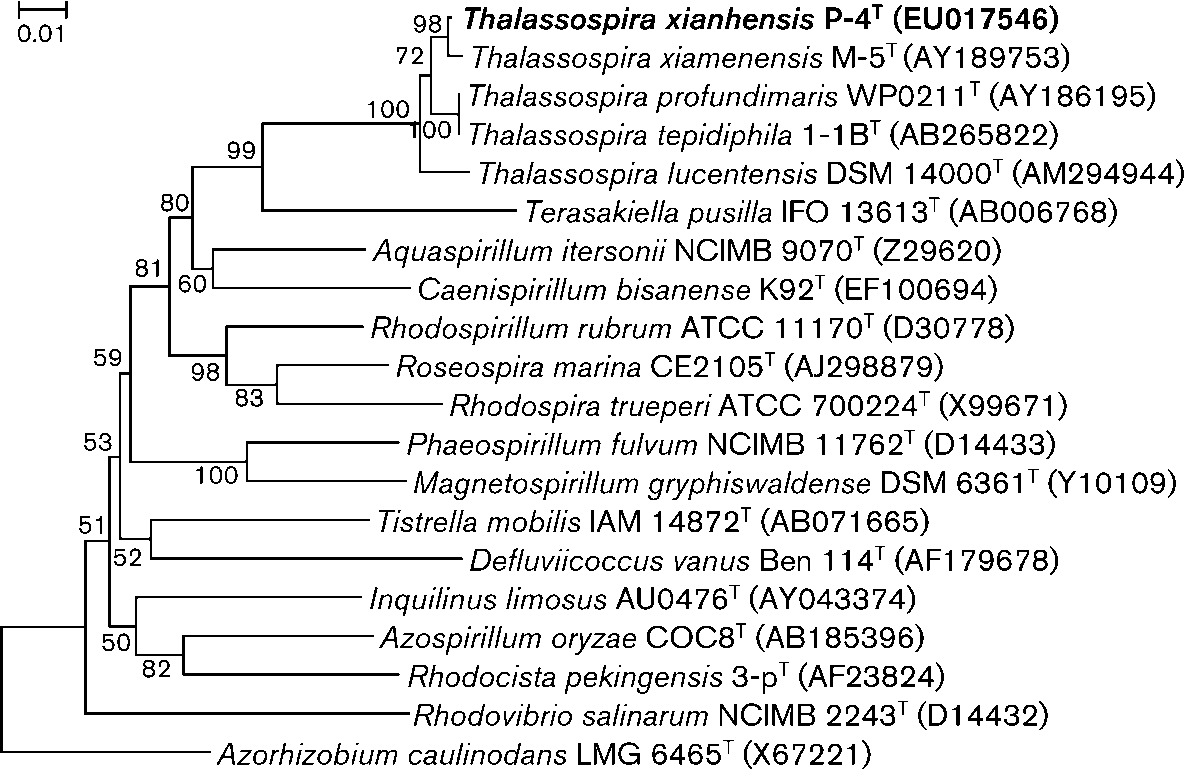 0.01
98
Thalassospira xianhensis P-4ᵀ (EU017546)
72
Thalassospira xiamenensis M-5ᵀ (AY189753)
Thalassospira profundimaris WP0211ᵀ (AY186195)
100
100
Thalassospira tepidiphila 1-1Bᵀ (AB265822)
99
Thalassospira lucentensis DSM 14000ᵀ (AM294944)
80
Terasakiella pusilla IFO 13613ᵀ (AB006768)
Aquaspirillum itersonii NCIMB 9070ᵀ (Z29620)
81
60
Caenispirillum bisanense K92ᵀ (EF100694)
Rhodospirillum rubrum ATCC 11170ᵀ (D30778)
59
98
Roseospira marina CE2105ᵀ (AJ298879)
83
Rhodospira trueperi ATCC 700224ᵀ (X99671)
53
Phaeospirillum fulvum NCIMB 11762ᵀ (D14433)
100
Magnetospirillum gryphiswaldense DSM 6361ᵀ (Y10109)
51
Tistrella mobilis IAM 14872ᵀ (AB071665)
52
Defluviicoccus vanus Ben 114ᵀ (AF179678)
Inquilinus limosus AU0476ᵀ (AY043374)
50
Azospirillum oryzae COC8ᵀ (AB185396)
82
Rhodocista pekingensis 3-pᵀ (AF23824)
Rhodovibrio salinarum NCIMB 2243ᵀ (D14432)
Azorhizobium caulinodans LMG 6465ᵀ (X67221)